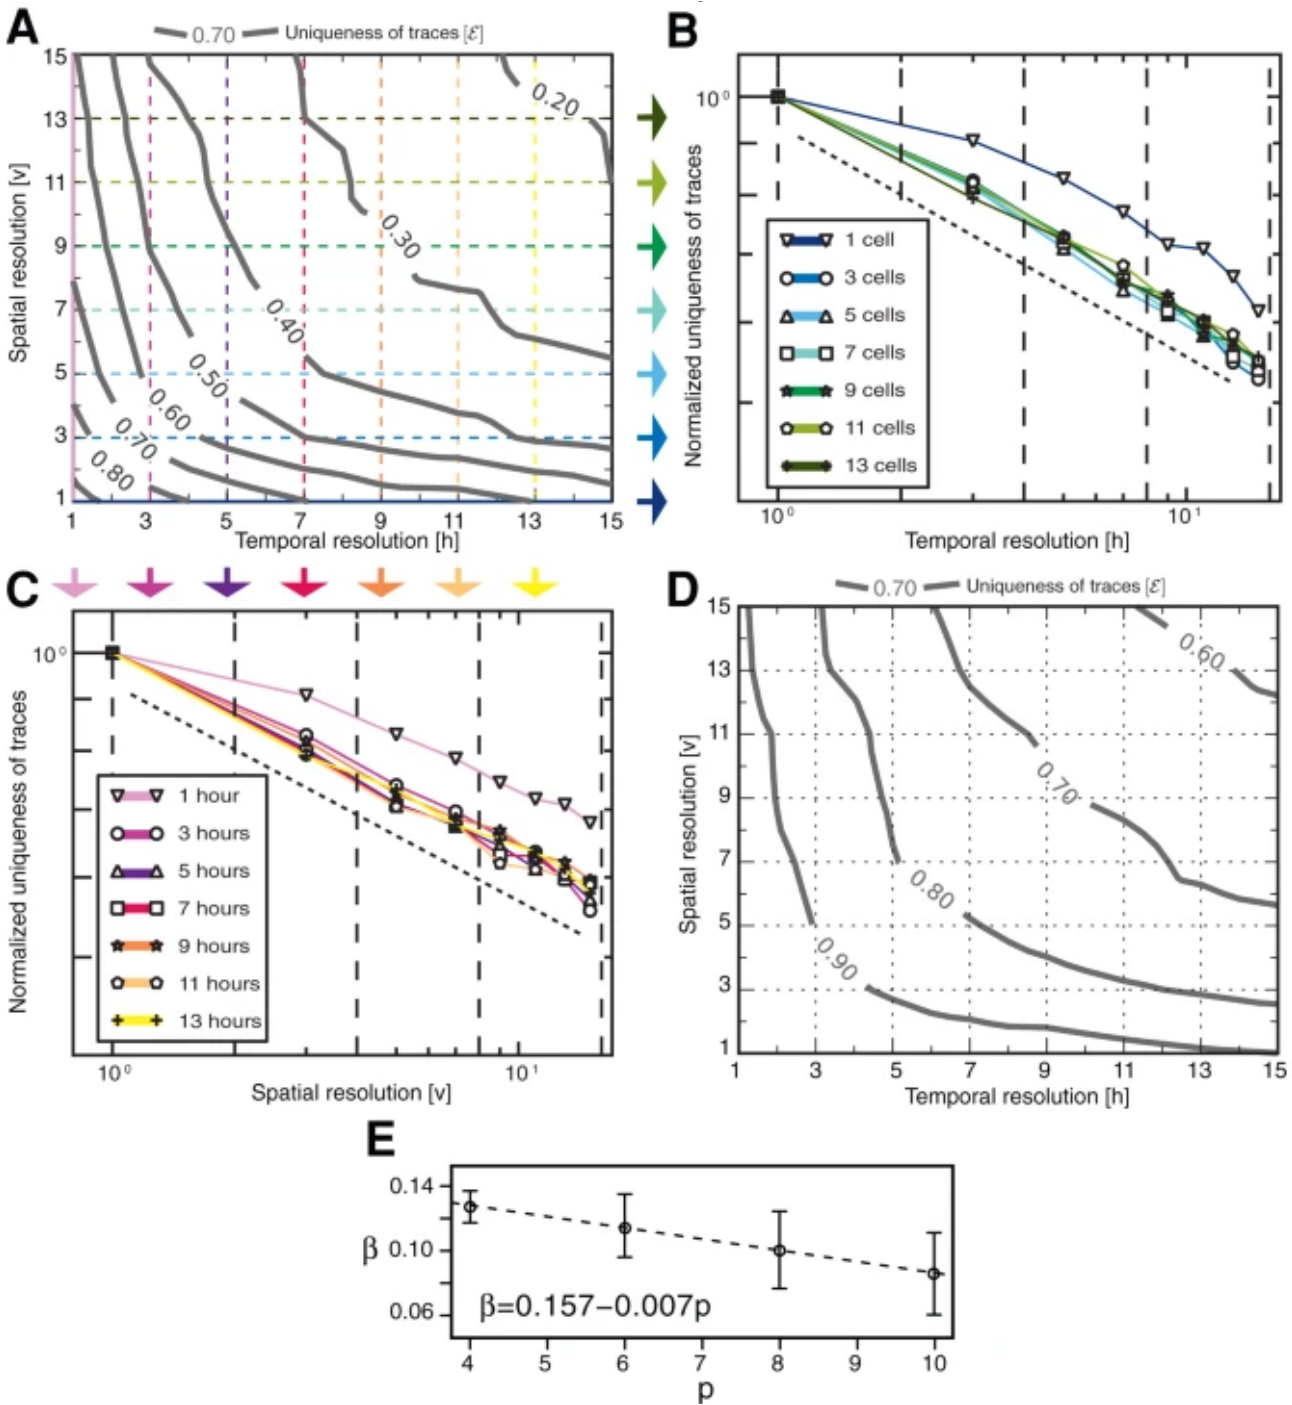 A
0.70 Uniqueness of traces [ℰ]
15
13
11
9
7
5
3
1
Spatial resolution [v]
0.20
0.30
0.40
0.50
0.60
0.70
0.80
1 3 5 7 9 11 13 15
Temporal resolution [h]
B
10⁰
Normalized uniqueness of traces
1 cell
3 cells
5 cells
7 cells
9 cells
11 cells
13 cells
10⁰ 10¹
Temporal resolution [h]
C
10⁰
Normalized uniqueness of traces
1 hour
3 hours
5 hours
7 hours
9 hours
11 hours
13 hours
10⁰ 10¹
Spatial resolution [v]
D
0.70 Uniqueness of traces [ℰ]
15
13
11
9
7
5
3
1
Spatial resolution [v]
0.60
0.70
0.80
0.90
1 3 5 7 9 11 13 15
Temporal resolution [h]
E
0.14
0.10
0.06
β
β=0.157−0.007p
4 5 6 7 8 9 10
p